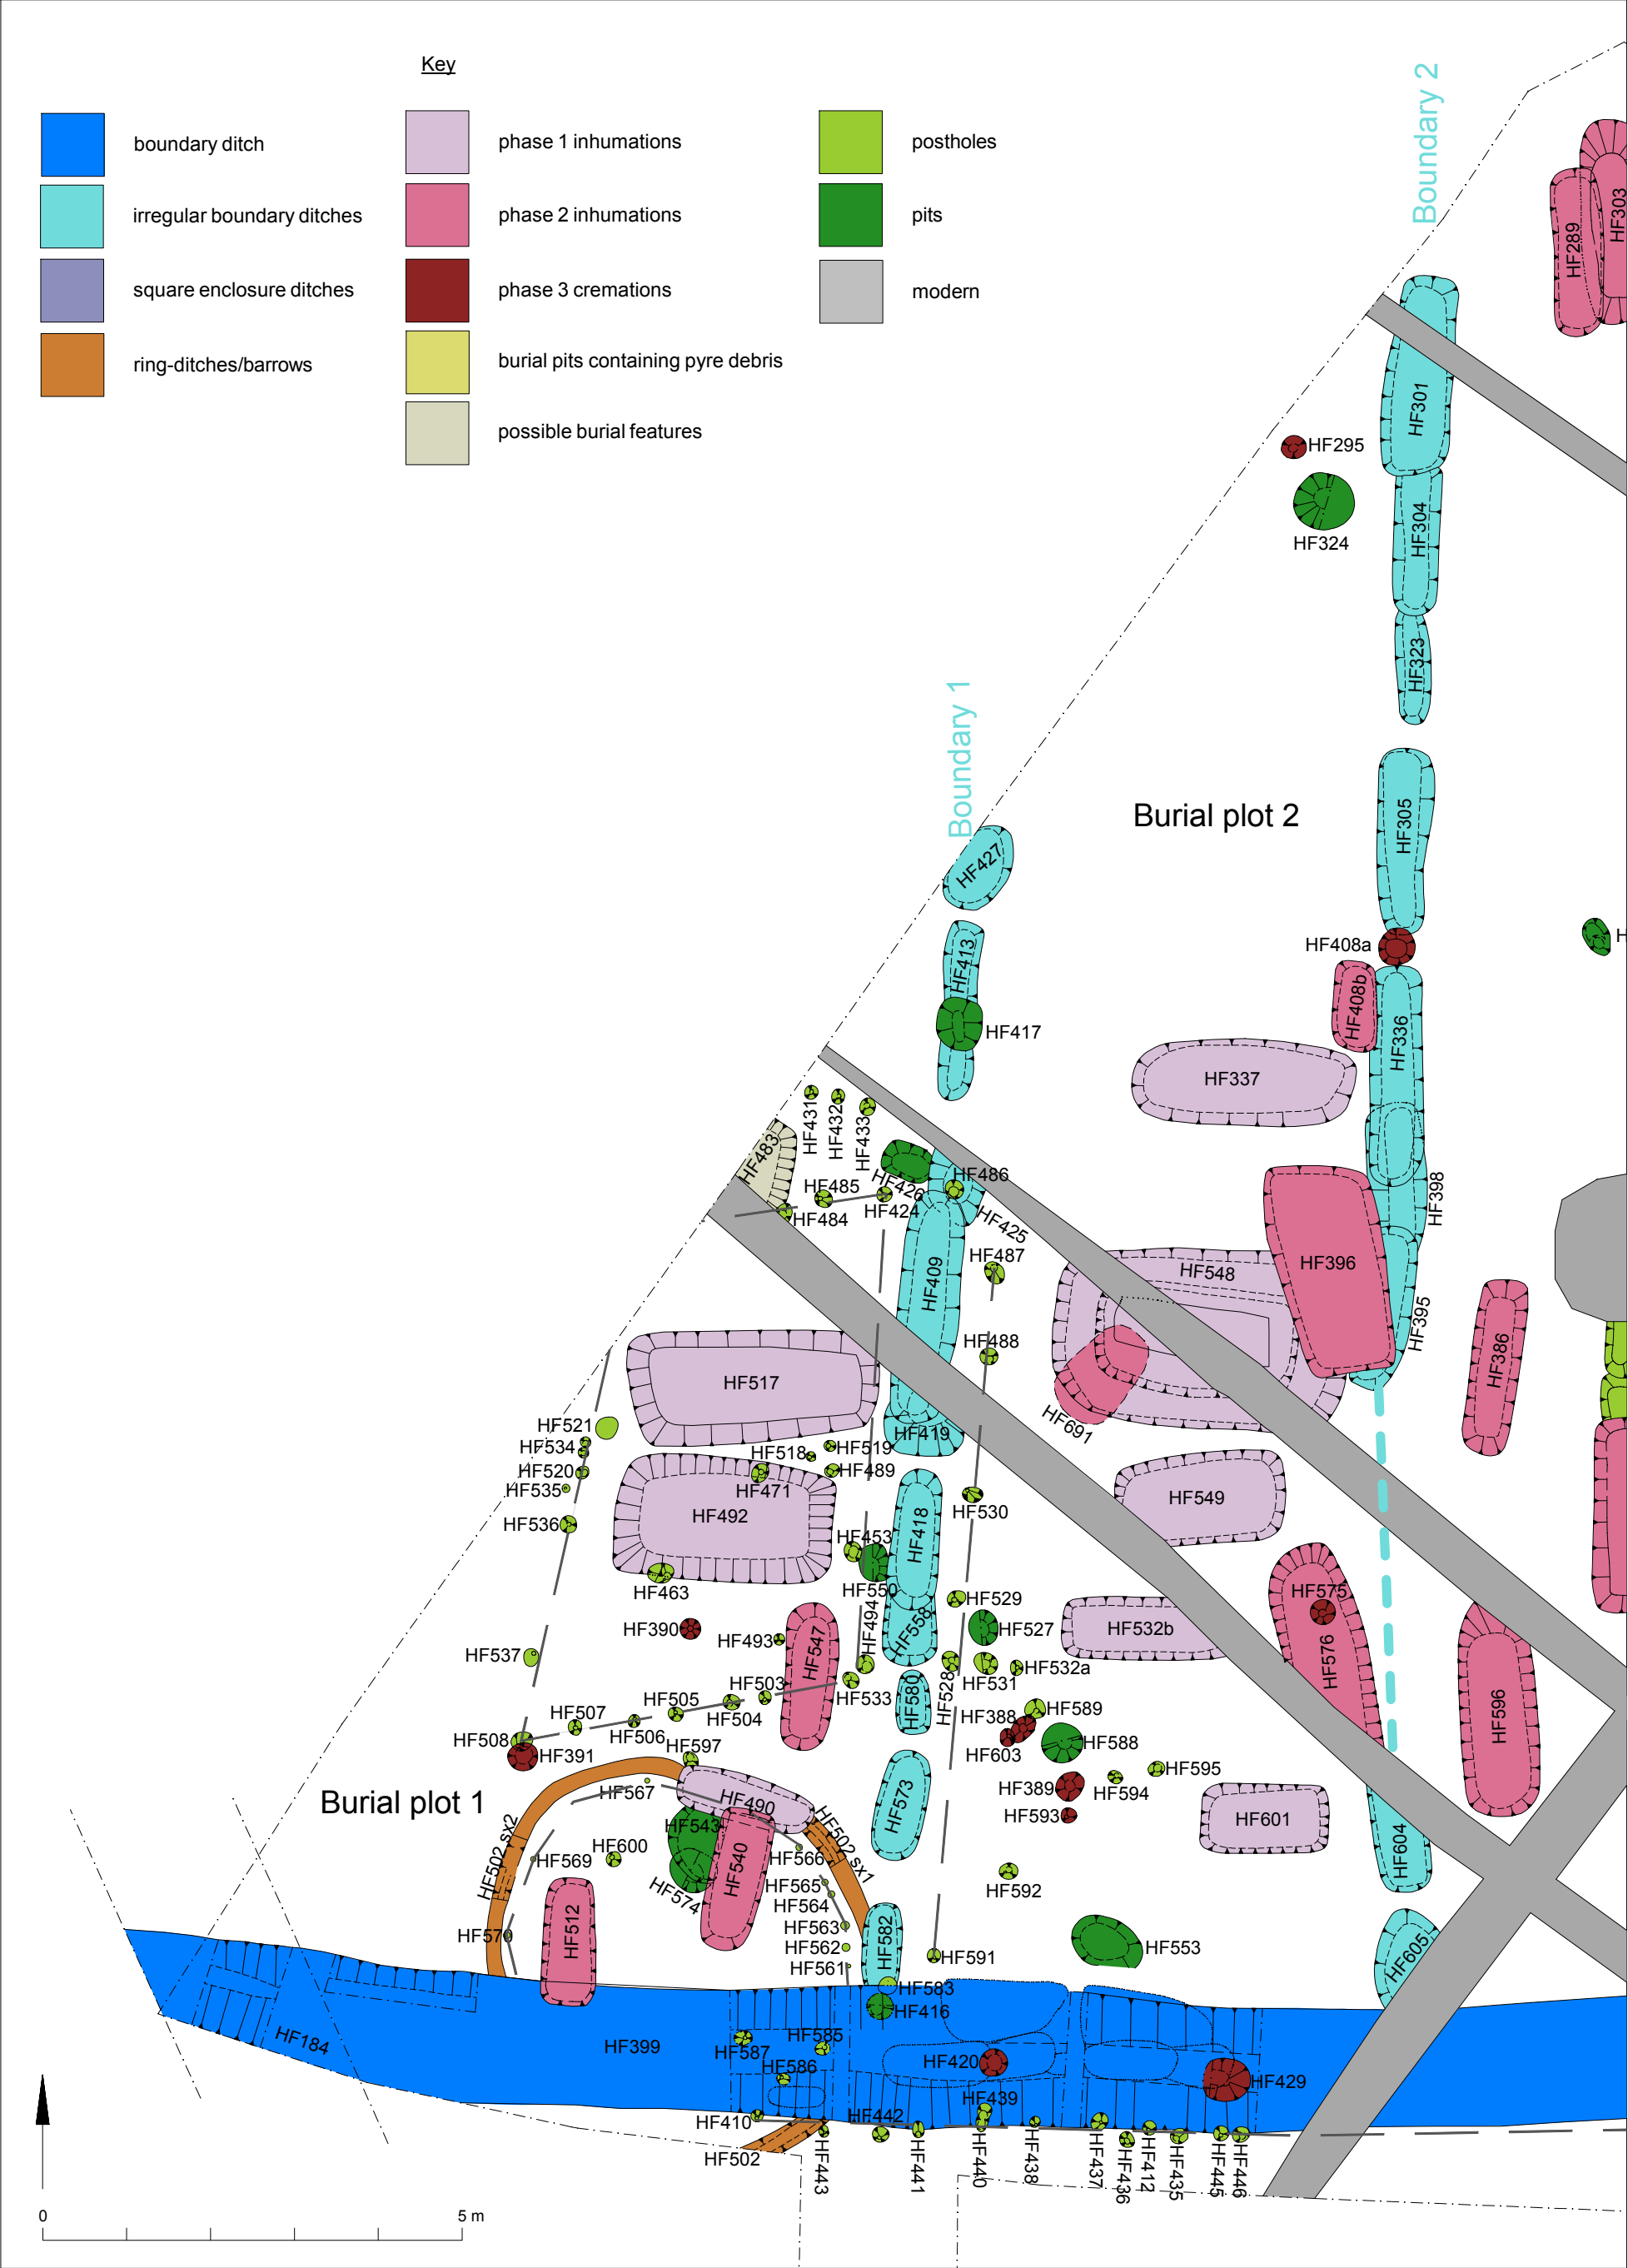 Key
boundary ditch
irregular boundary ditches
square enclosure ditches
ring-ditches/barrows
phase 1 inhumations
phase 2 inhumations
phase 3 cremations
burial pits containing pyre debris
possible burial features
postholes
pits
modern
Boundary 2
HF303
HF289
HF301
HF295
HF304
HF324
HF323
Boundary 1
Burial plot 2
HF305
HF427
HF408a
H
HF413
HF408b
HF417
HF336
HF337
HF431
HF432
HF433
HF483
HF426
HF486
HF485
HF424
HF484
HF425
HF398
HF487
HF409
HF548
HF396
HF395
HF488
HF386
HF517
HF691
HF521
HF419
HF534
HF518
HF519
HF520
HF489
HF535
HF471
HF549
HF492
HF530
HF536
HF418
HF453
HF463
HF550
HF529
HF575
HF390
HF493
HF547
HF494
HF558
HF527
HF532b
HF537
HF531
HF532a
HF576
HF503
HF533
HF580
HF528
HF596
HF505
HF504
HF507
HF506
HF388
HF589
HF508
HF391
HF597
HF603
HF588
HF595
HF594
HF389
HF567
HF490
Burial plot 1
HF573
HF593
HF601
HF543
HF502 sx2
HF502 sx1
HF600
HF540
HF566
HF604
HF569
HF574
HF565
HF564
HF592
HF563
HF570
HF512
HF562
HF582
HF561
HF591
HF553
HF605
HF583
HF416
HF184
HF399
HF587
HF585
HF586
HF420
HF429
HF439
HF410
HF442
HF502
HF443
HF441
HF440
HF438
HF437
HF436
HF412
HF435
HF445
HF446
0
5 m